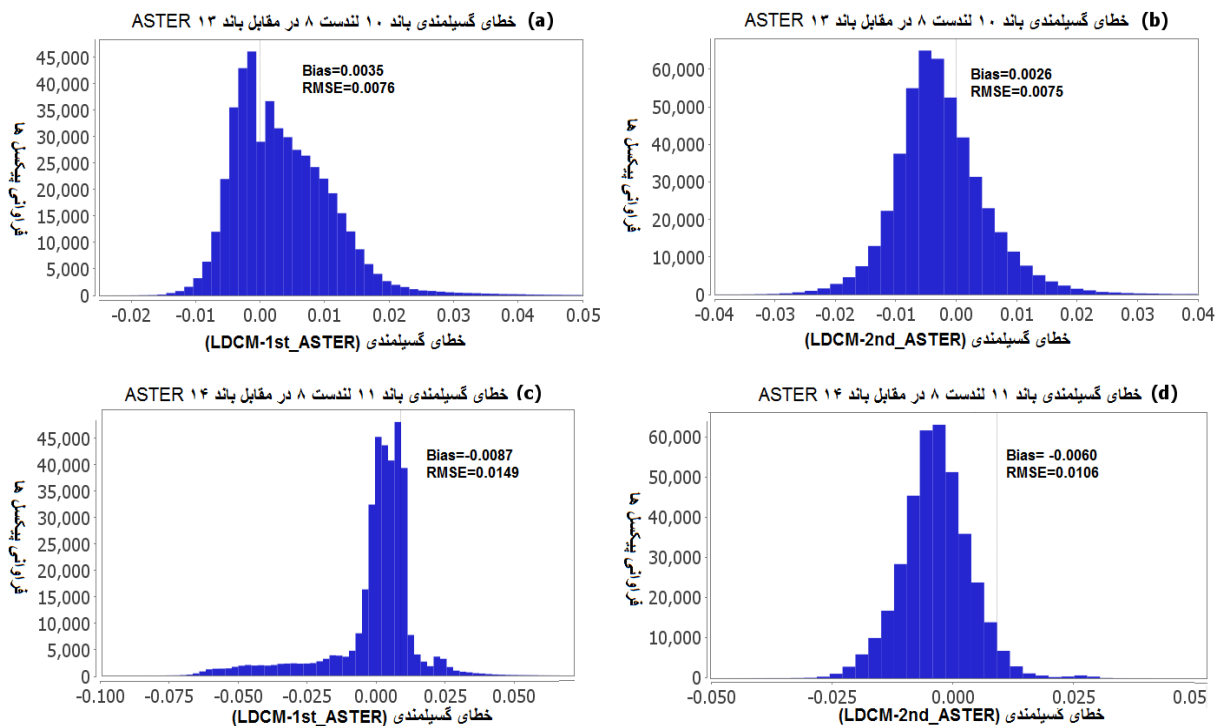 (a) خطای گسیلمندی باند ۱۰ لندست ۸ در مقابل باند ۱۳ ASTER
Bias=0.0035
RMSE=0.0076
45,000
40,000
35,000
30,000
25,000
20,000
15,000
10,000
5,000
0
فراوانی پیکسل ها
-0.02 -0.01 0.00 0.01 0.02 0.03 0.04 0.05
خطای گسیلمندی (LDCM-1st_ASTER)
(b) خطای گسیلمندی باند ۱۰ لندست ۸ در مقابل باند ۱۳ ASTER
Bias=0.0026
RMSE=0.0075
60,000
50,000
40,000
30,000
20,000
10,000
0
فراوانی پیکسل ها
-0.04 -0.03 -0.02 -0.01 0.00 0.01 0.02 0.03 0.04
خطای گسیلمندی (LDCM-2nd_ASTER)
(c) خطای گسیلمندی باند ۱۱ لندست ۸ در مقابل باند ۱۴ ASTER
Bias=-0.0087
RMSE=0.0149
45,000
40,000
35,000
30,000
25,000
20,000
15,000
10,000
5,000
0
فراوانی پیکسل ها
-0.100 -0.075 -0.050 -0.025 0.000 0.025 0.050
خطای گسیلمندی (LDCM-1st_ASTER)
(d) خطای گسیلمندی باند ۱۱ لندست ۸ در مقابل باند ۱۴ ASTER
Bias= -0.0060
RMSE=0.0106
60,000
50,000
40,000
30,000
20,000
10,000
0
فراوانی پیکسل ها
-0.050 -0.025 0.000 0.025 0.05
خطای گسیلمندی (LDCM-2nd_ASTER)